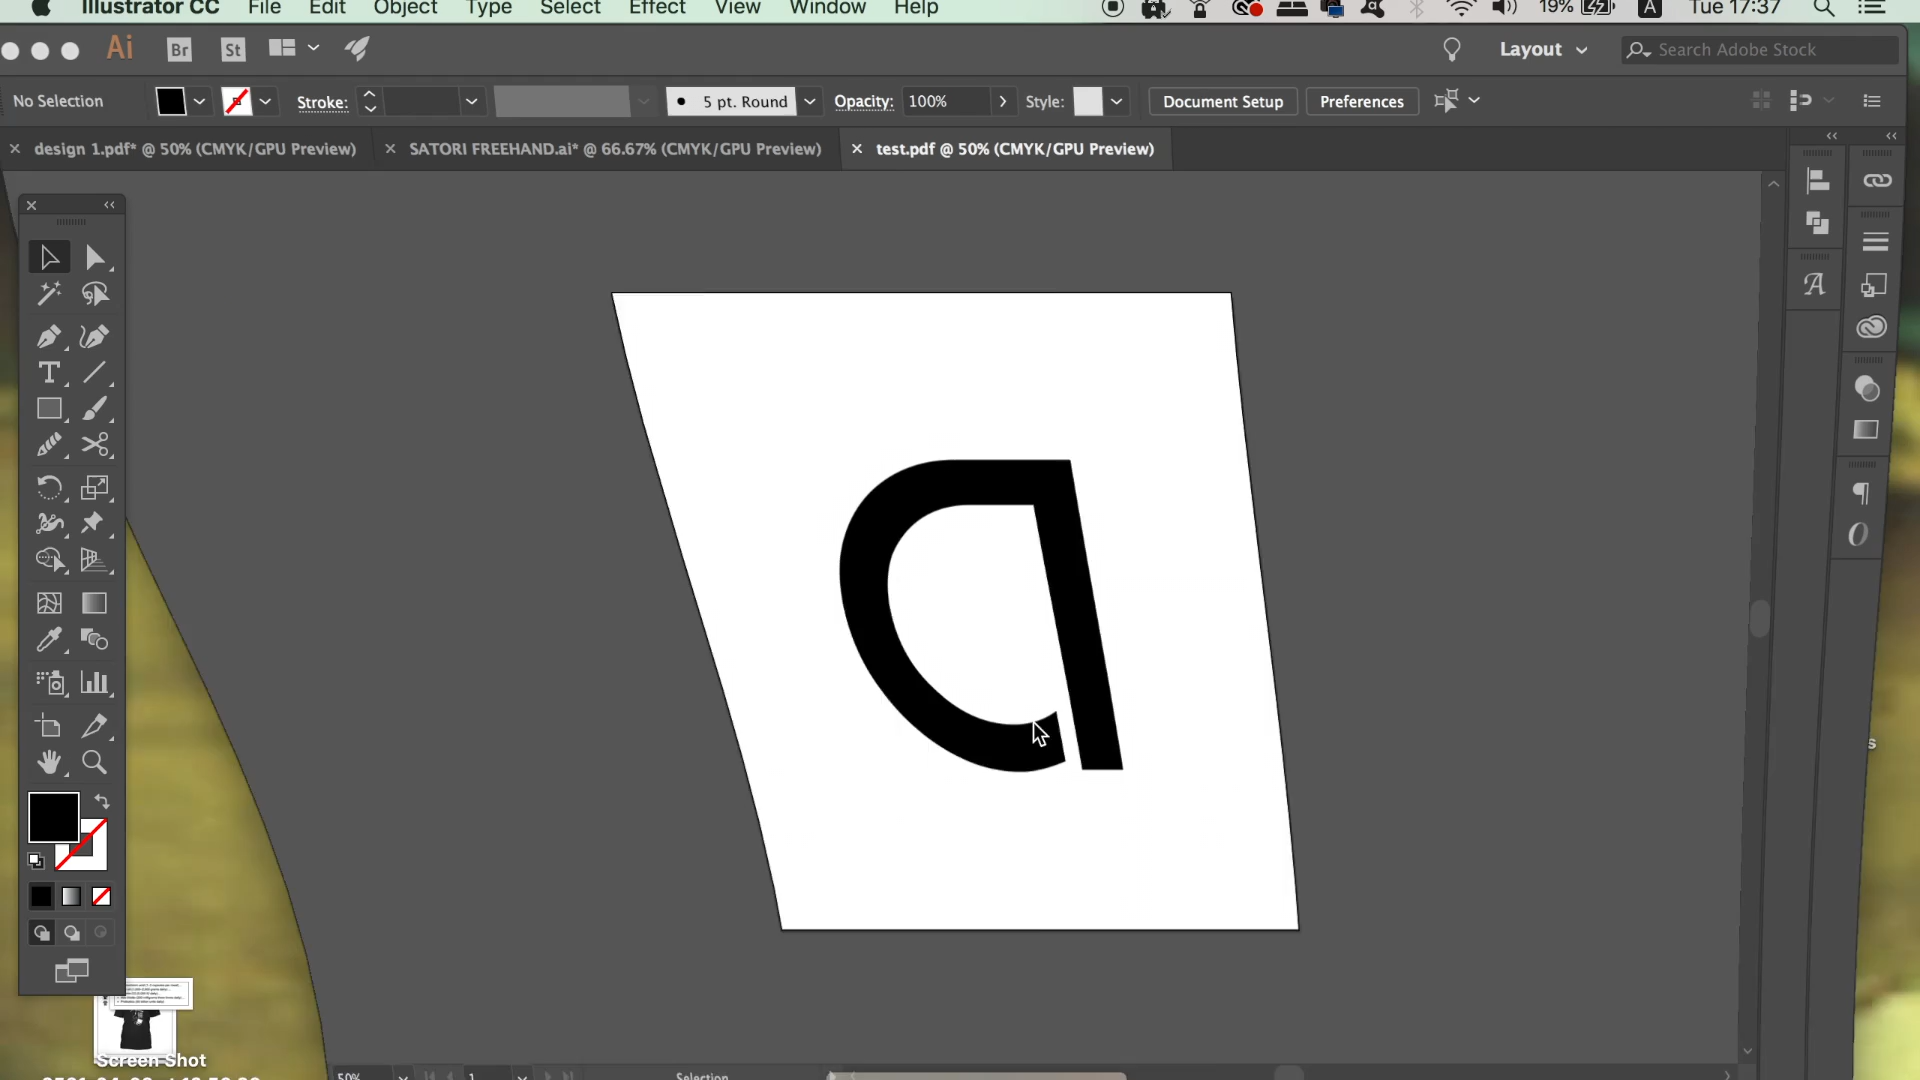 Illustrator CC File Edit Object Type Select Effect View Window Help 19% A Tue 17:37
Ai Br St Layout Search Adobe Stock
No Selection Stroke: 5 pt. Round Opacity: 100% Style: Document Setup Preferences
design 1.pdf* @ 50% (CMYK/GPU Preview) SATORI FREEHAND.ai* @ 66.67% (CMYK/GPU Preview) test.pdf @ 50% (CMYK/GPU Preview)
Screen Shot
50% 1 Selection